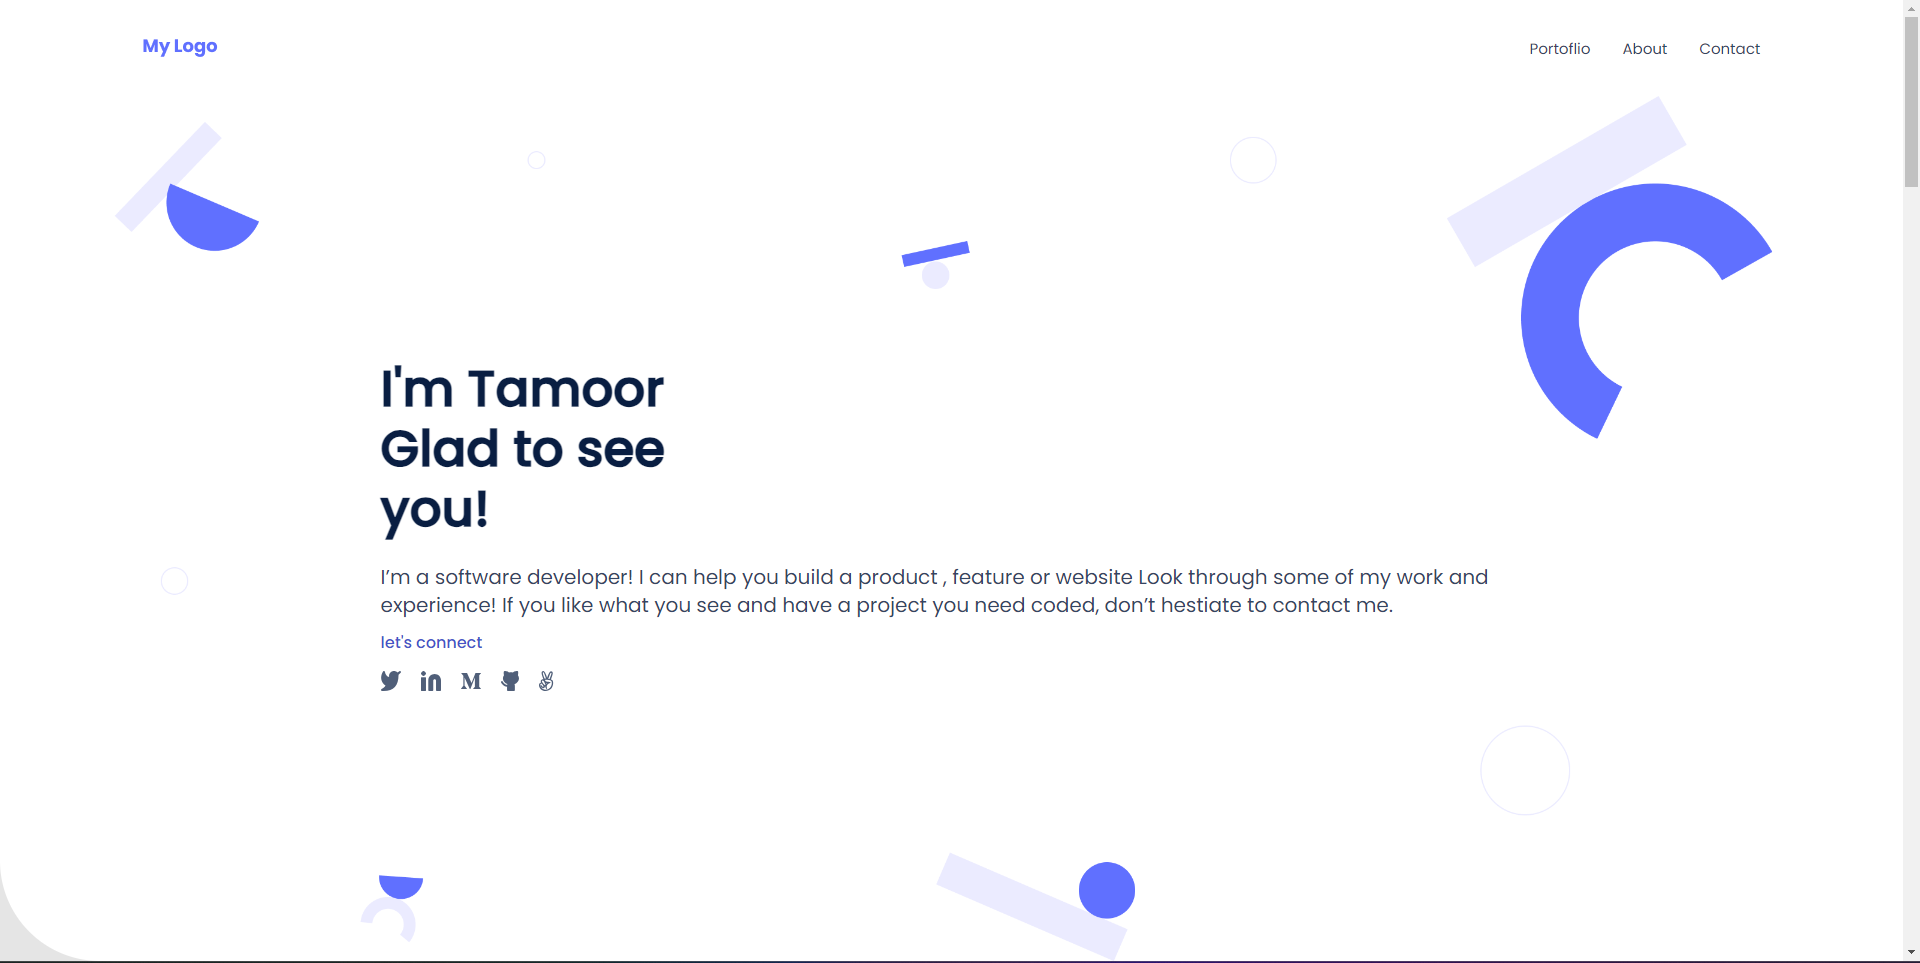 My Logo
Portoflio About Contact
I'm Tamoor
Glad to see
you!
I’m a software developer! I can help you build a product , feature or website Look through some of my work and
experience! If you like what you see and have a project you need coded, don’t hestiate to contact me.
let's connect